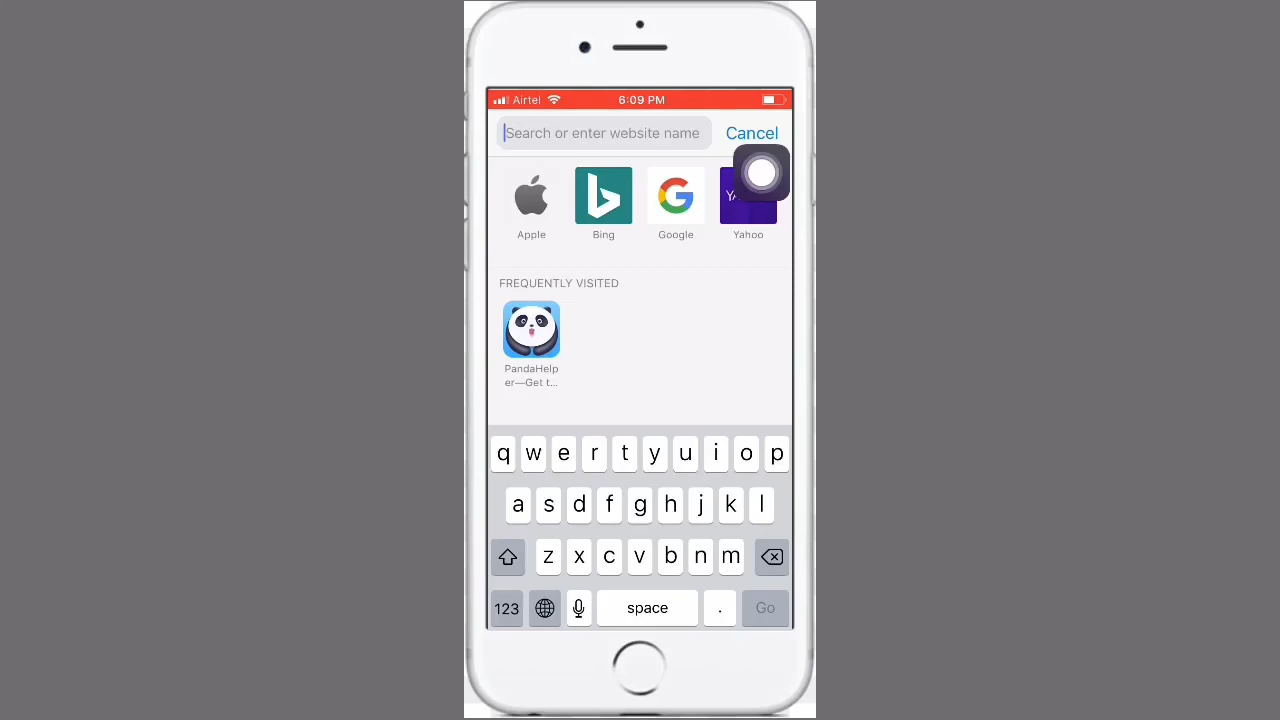 Airtel 6:09 PM
Search or enter website name Cancel
YA
Apple Bing Google Yahoo
FREQUENTLY VISITED
PandaHelp
er—Get t...
q w e r t y u i o p
a s d f g h j k l
z x c v b n m
123 space . Go